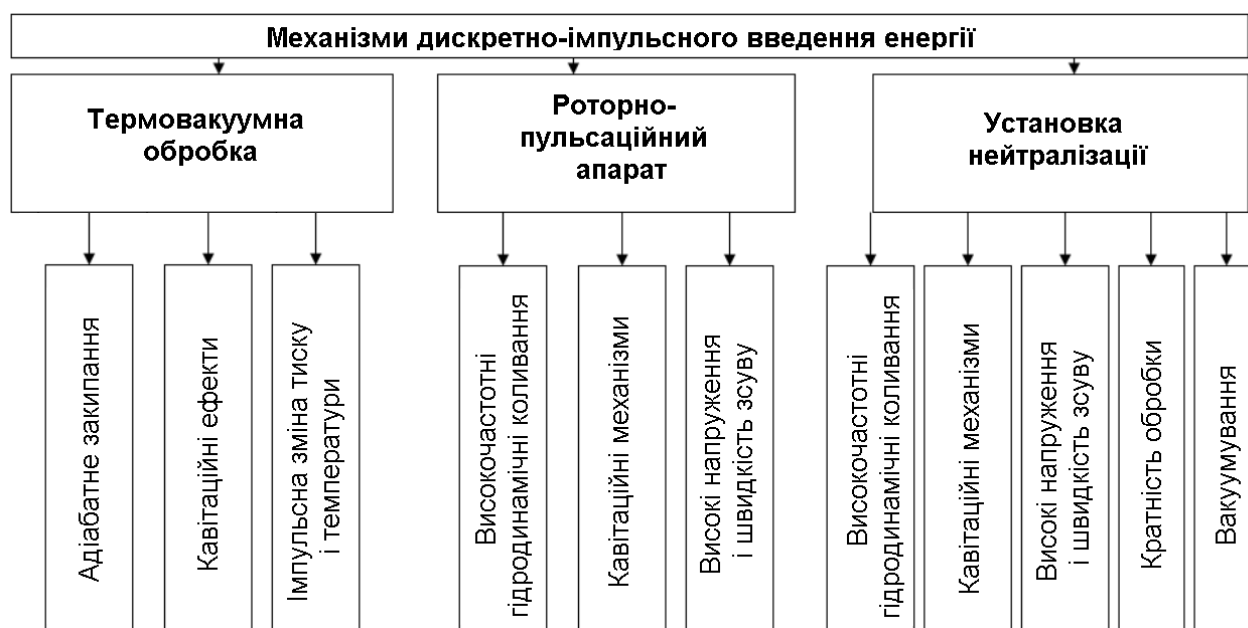 Механізми дискретно-імпульсного введення енергії
Термовакуумна
обробка
Роторно-
пульсаційний
апарат
Установка
нейтралізації
Адіабатне закипання
Кавітаційні ефекти
Імпульсна зміна тиску
і температури
Високочастотні
гідродинамічні коливання
Кавітаційні механізми
Високі напруження
і швидкість зсуву
Високочастотні
гідродинамічні коливання
Кавітаційні механізми
Високі напруження
і швидкість зсуву
Кратність обробки
Вакуумування